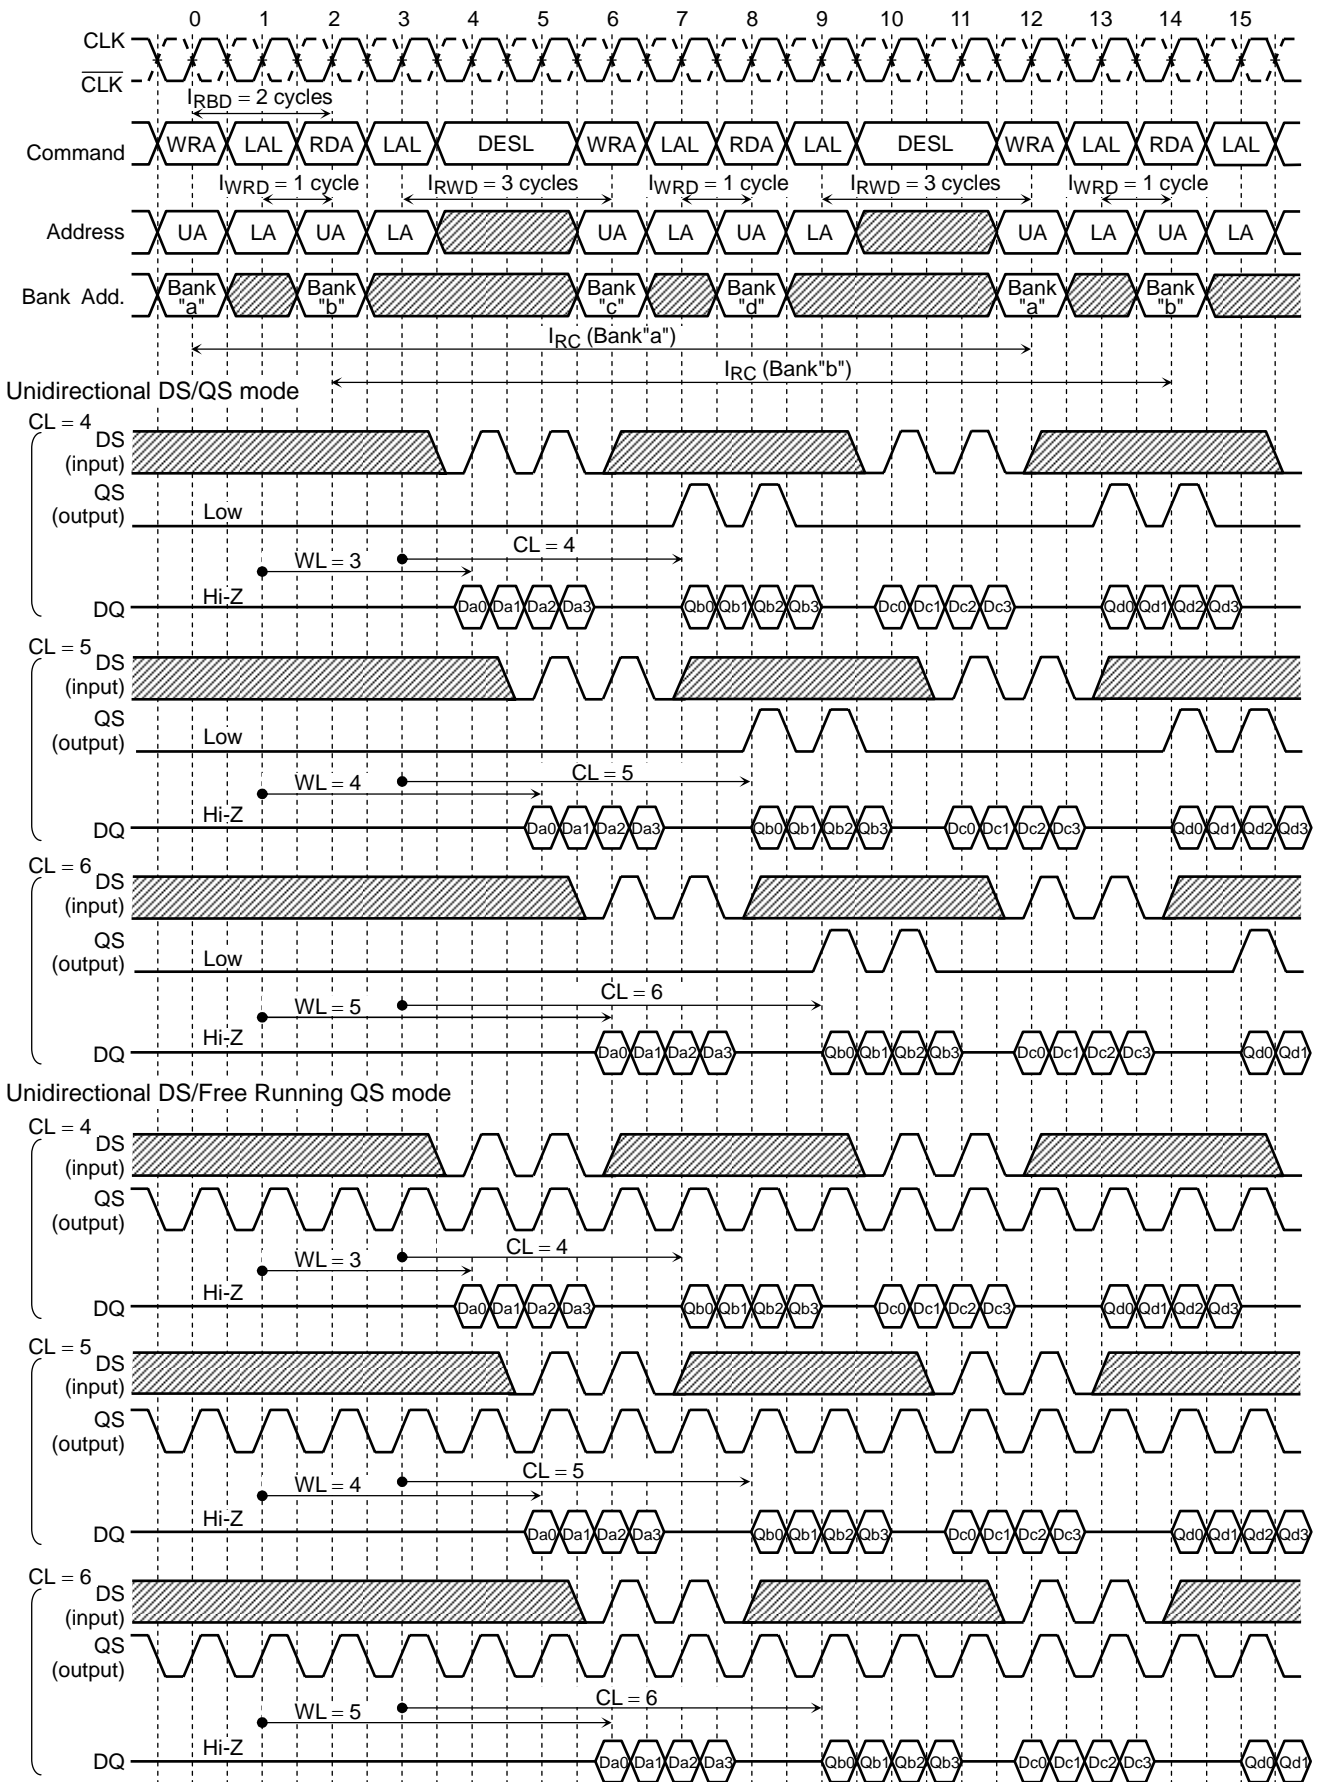 0 1 2 3 4 5 6 7 8 9 10 11 12 13 14 15
CLK
CLK
IRBD = 2 cycles
Command WRA LAL RDA LAL DESL WRA LAL RDA LAL DESL WRA LAL RDA LAL
IWRD = 1 cycle IRWD = 3 cycles IWRD = 1 cycle IRWD = 3 cycles IWRD = 1 cycle
Address UA LA UA LA UA LA UA LA UA LA UA LA
Bank Add. Bank "a" Bank "b" Bank "c" Bank "d" Bank "a" Bank "b"
IRC (Bank"a")
IRC (Bank"b")
Unidirectional DS/QS mode
CL = 4
DS
(input)
QS
(output) Low
CL = 4
WL = 3
DQ Hi-Z Da0 Da1 Da2 Da3 Qb0 Qb1 Qb2 Qb3 Dc0 Dc1 Dc2 Dc3 Qd0 Qd1 Qd2 Qd3
CL = 5
DS
(input)
QS
(output) Low
CL = 5
WL = 4
DQ Hi-Z Da0 Da1 Da2 Da3 Qb0 Qb1 Qb2 Qb3 Dc0 Dc1 Dc2 Dc3 Qd0 Qd1 Qd2 Qd3
CL = 6
DS
(input)
QS
(output) Low
CL = 6
WL = 5
DQ Hi-Z Da0 Da1 Da2 Da3 Qb0 Qb1 Qb2 Qb3 Dc0 Dc1 Dc2 Dc3 Qd0 Qd1
Unidirectional DS/Free Running QS mode
CL = 4
DS
(input)
QS
(output)
CL = 4
WL = 3
DQ Hi-Z Da0 Da1 Da2 Da3 Qb0 Qb1 Qb2 Qb3 Dc0 Dc1 Dc2 Dc3 Qd0 Qd1 Qd2 Qd3
CL = 5
DS
(input)
QS
(output)
CL = 5
WL = 4
DQ Hi-Z Da0 Da1 Da2 Da3 Qb0 Qb1 Qb2 Qb3 Dc0 Dc1 Dc2 Dc3 Qd0 Qd1 Qd2 Qd3
CL = 6
DS
(input)
QS
(output)
CL = 6
WL = 5
DQ Hi-Z Da0 Da1 Da2 Da3 Qb0 Qb1 Qb2 Qb3 Dc0 Dc1 Dc2 Dc3 Qd0 Qd1